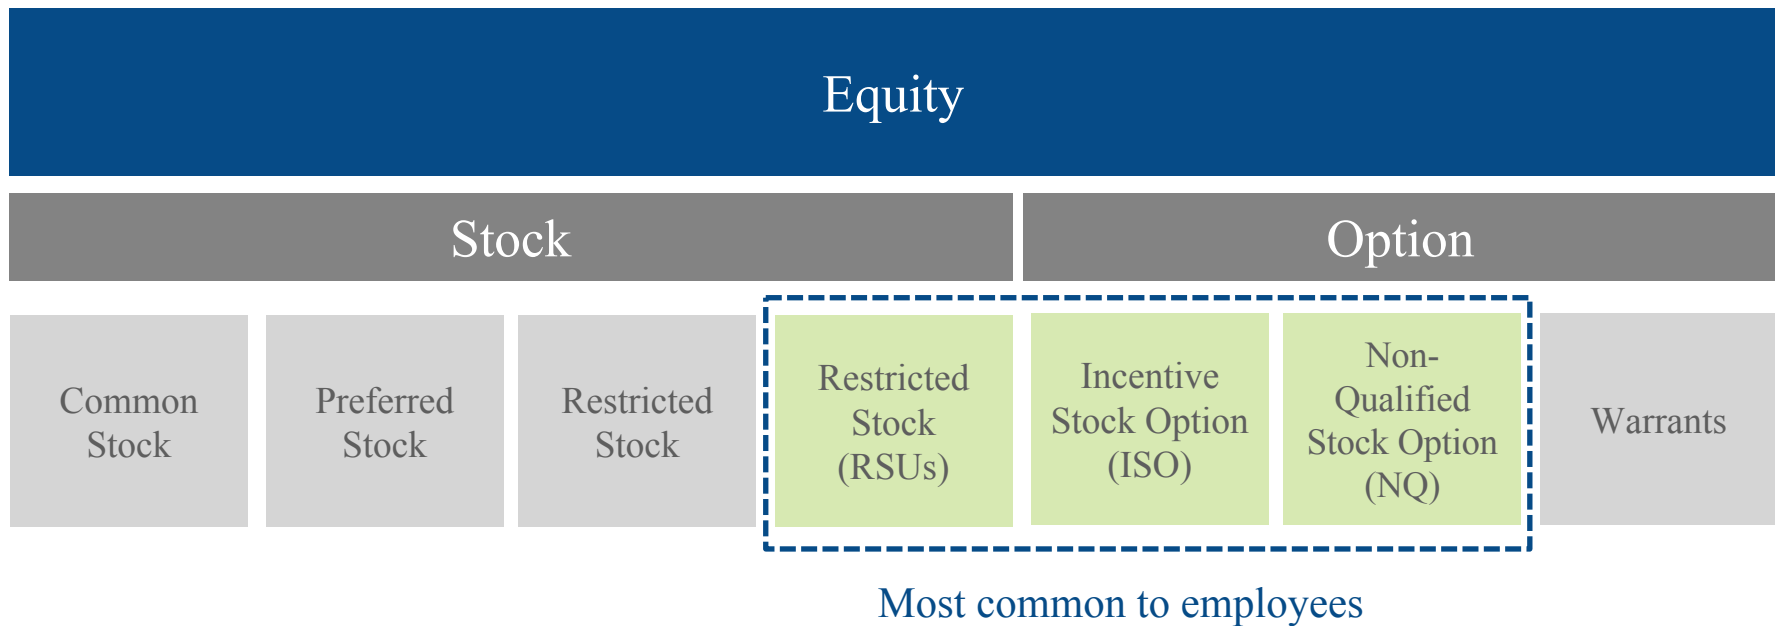 Equity
Stock
Option
Common
Stock
Preferred
Stock
Restricted
Stock
Restricted
Stock
(RSUs)
Incentive
Stock Option
(ISO)
Non-
Qualified
Stock Option
(NQ)
Warrants
Most common to employees